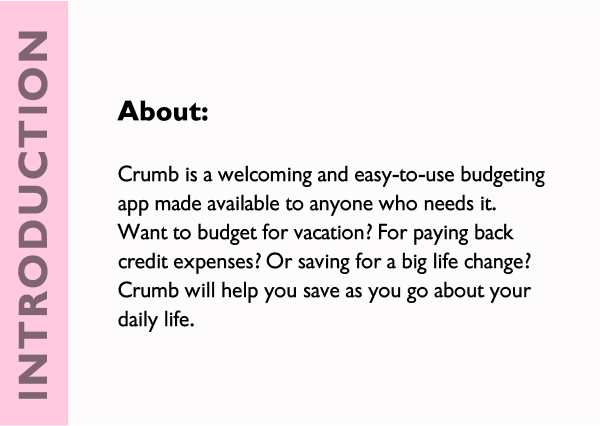 INTRODUCTION
About:
Crumb is a welcoming and easy-to-use budgeting
app made available to anyone who needs it.
Want to budget for vacation? For paying back
credit expenses? Or saving for a big life change?
Crumb will help you save as you go about your
daily life.